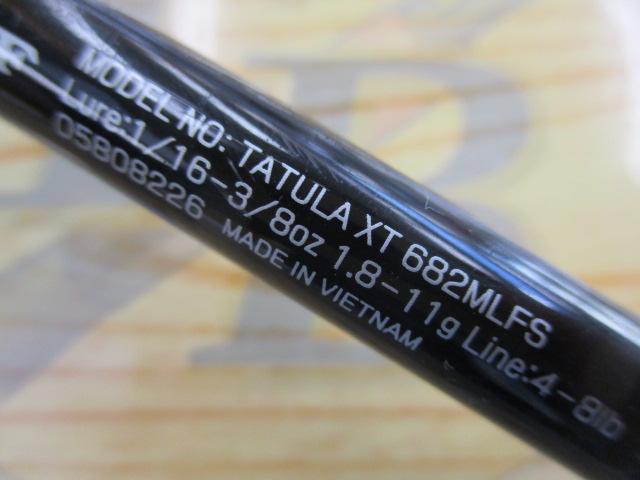 MODEL NO: TATULA XT 682MLFS
Lure:1/16-3/8oz 1.8-11g Line:4-8lb
05808226 MADE IN VIETNAM